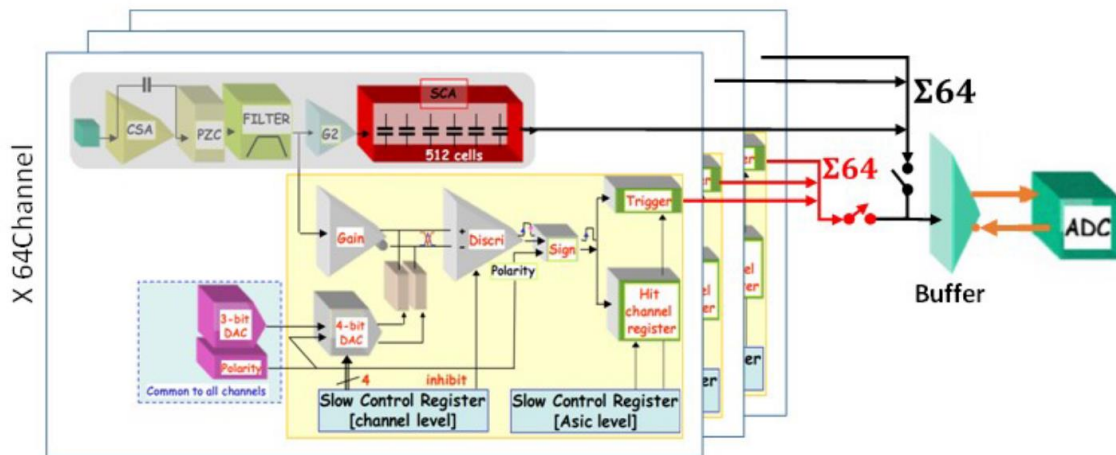 X 64Channel
CSA
PZC
FILTER
G2
SCA
512 cells
Σ64
Σ64
Gain
Discri
Sign
Trigger
Polarity
Hit
channel
register
3-bit
DAC
Polarity
Common to all channels
4-bit
DAC
4
inhibit
Slow Control Register
[channel level]
Slow Control Register
[Asic level]
Buffer
ADC